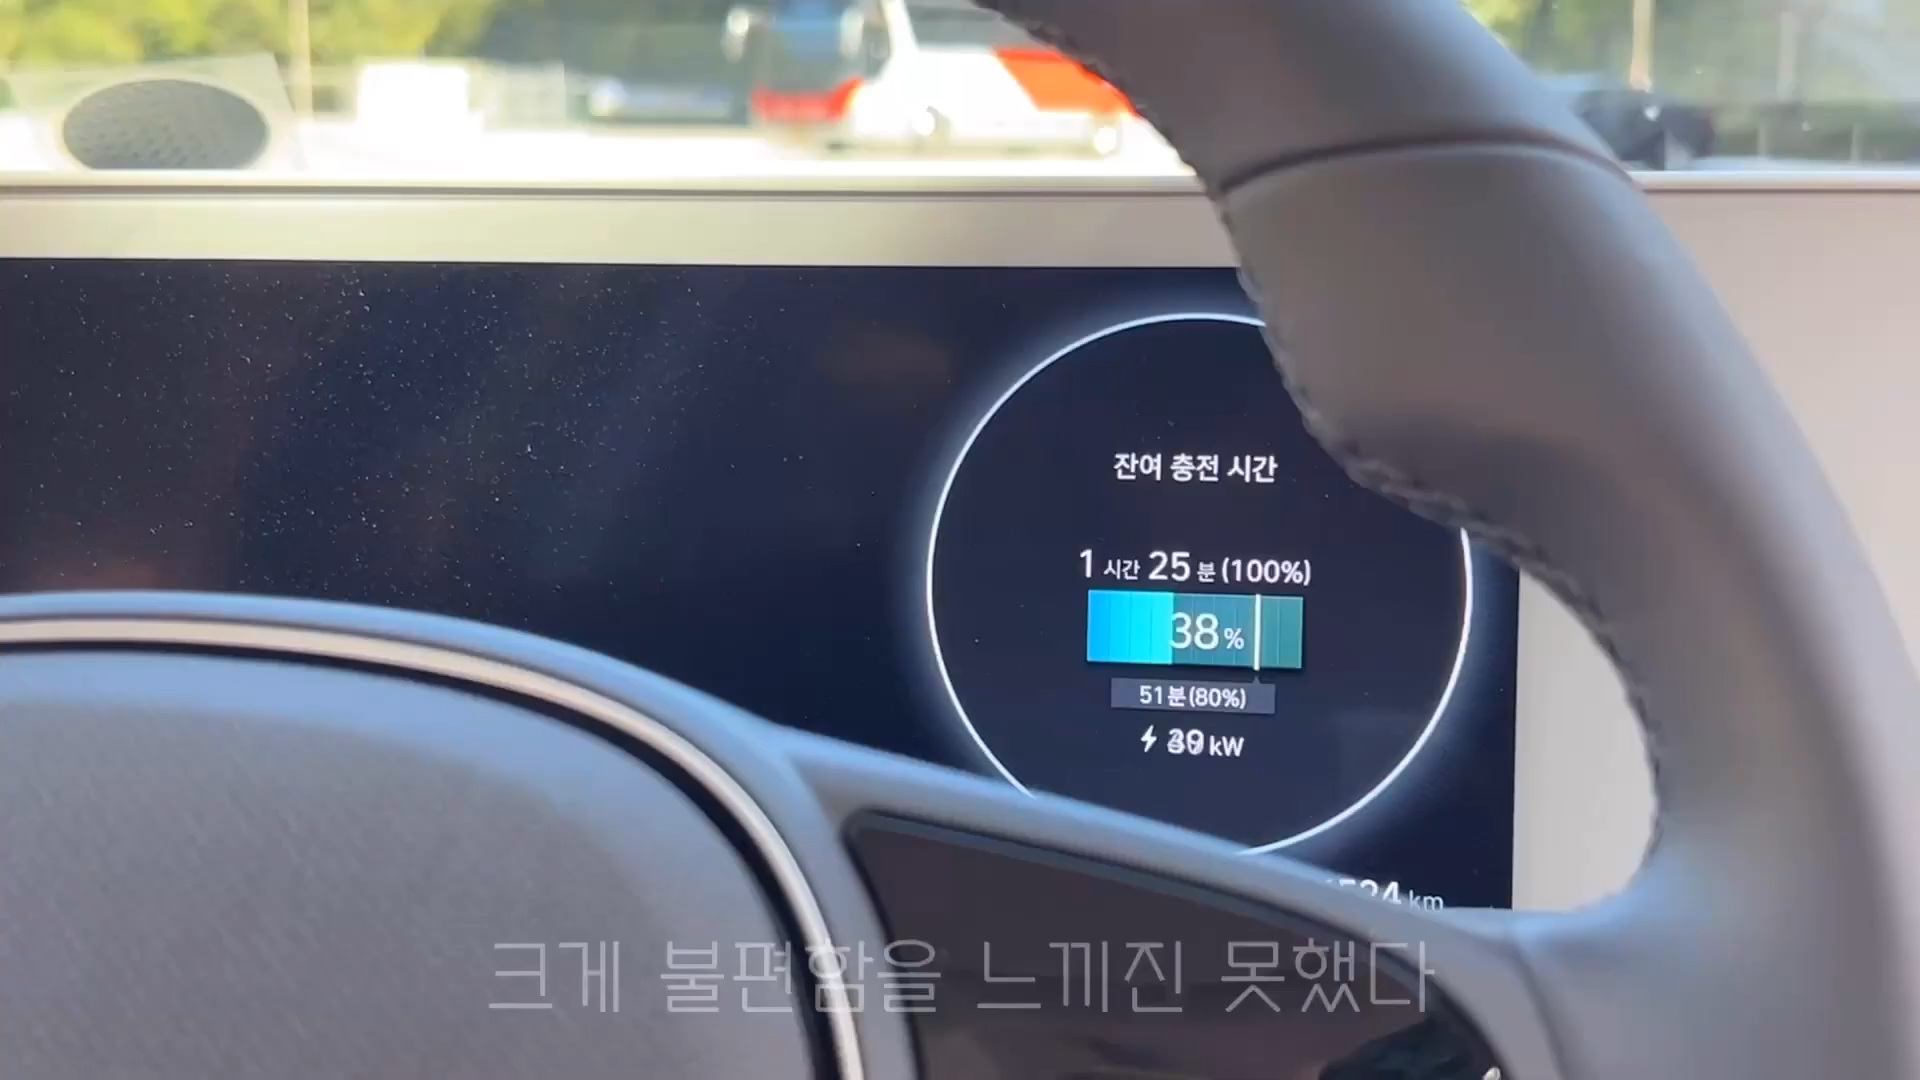 잔여 충전 시간
1 시간 25 분 (100%)
38 %
51분(80%)
kW
km
크게 불편함을 느끼진 못했다